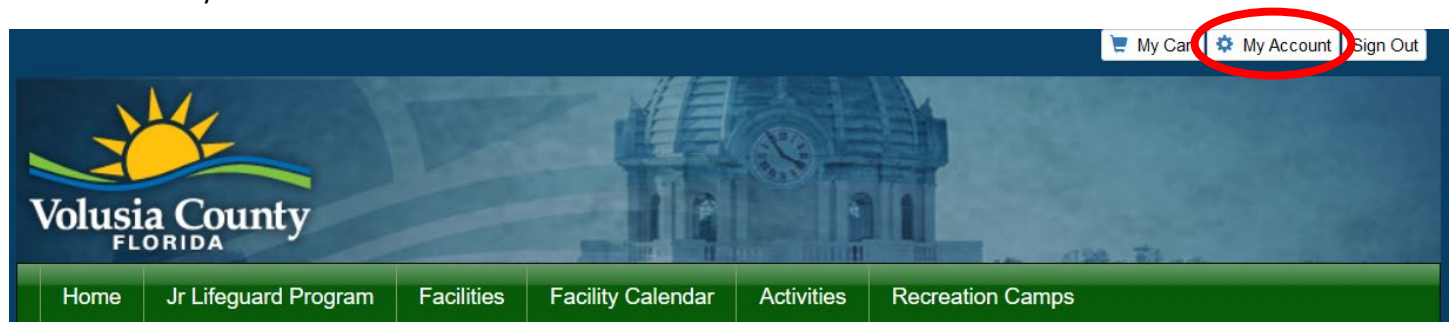 My Cart My Account Sign Out
Volusia County
FLORIDA
Home Jr Lifeguard Program Facilities Facility Calendar Activities Recreation Camps